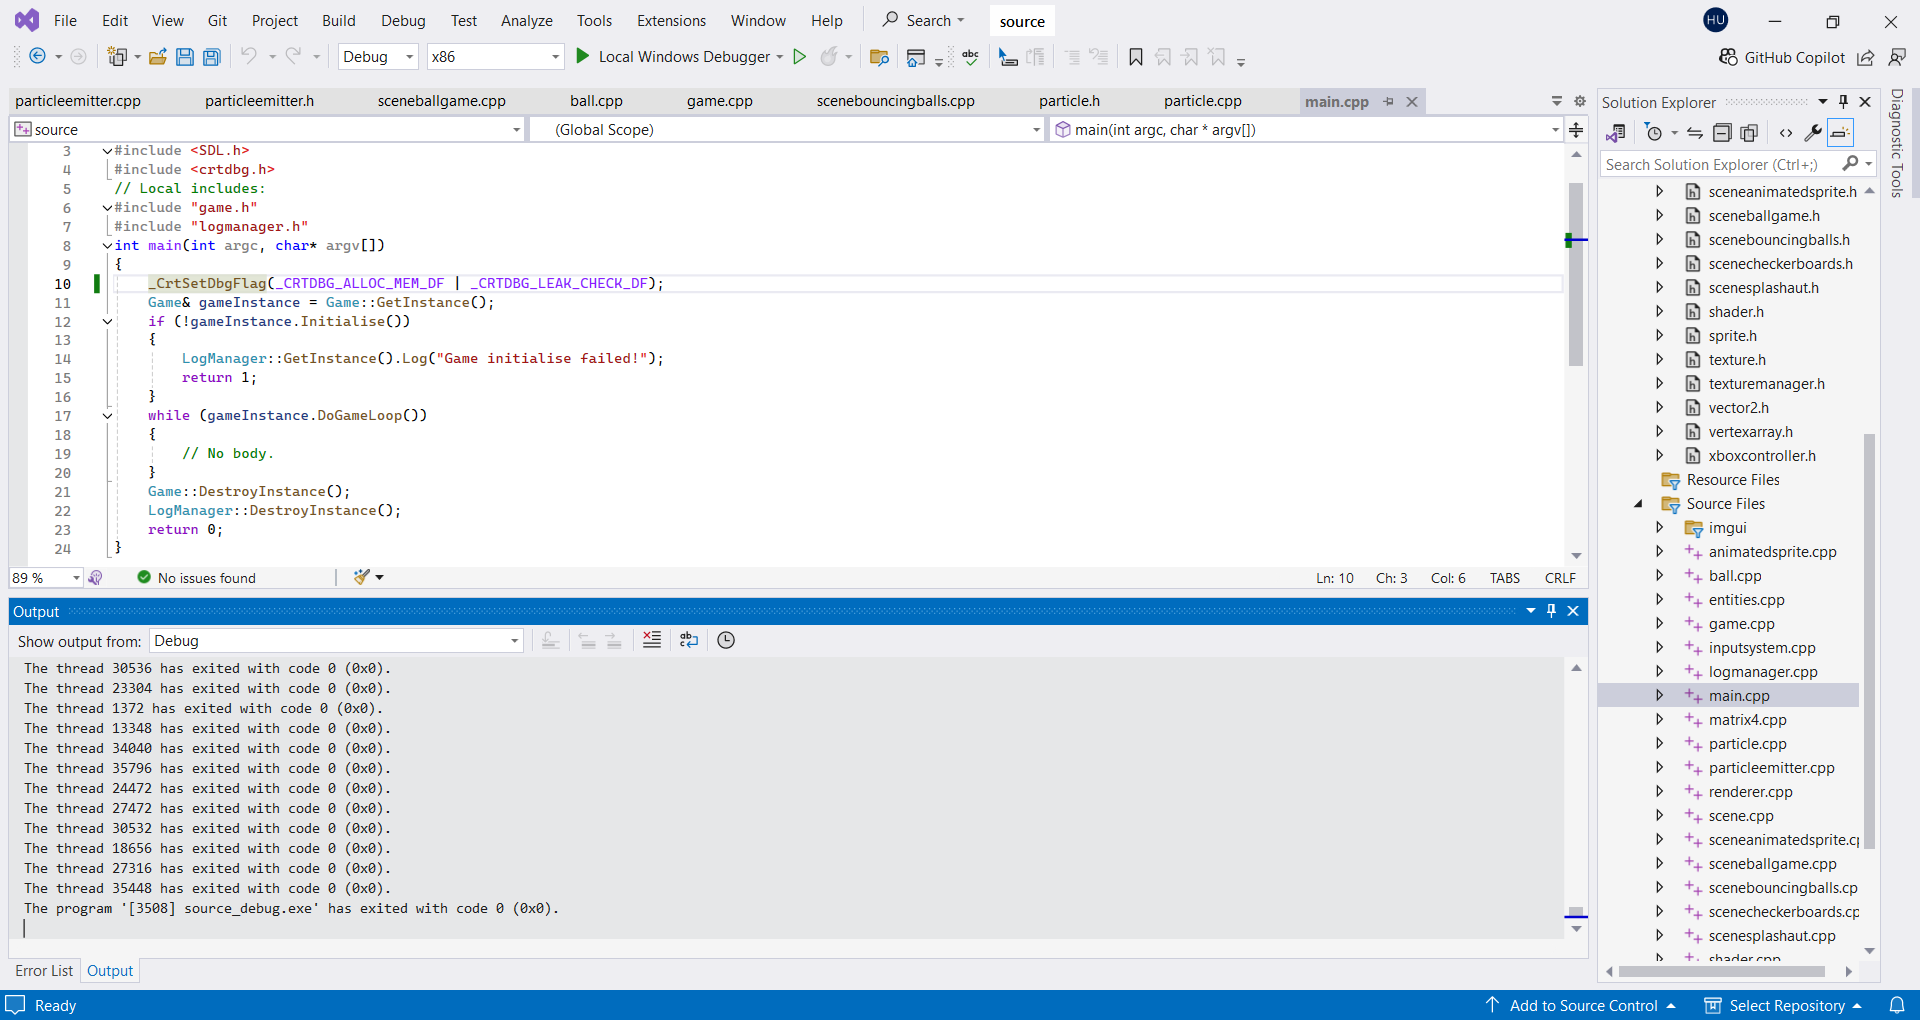 File Edit View Git Project Build Debug Test Analyze Tools Extensions Window Help Search source HU
Debug x86 Local Windows Debugger abc GitHub Copilot
particleemitter.cpp particleemitter.h sceneballgame.cpp ball.cpp game.cpp scenebouncingballs.cpp particle.h particle.cpp main.cpp
source (Global Scope) main(int argc, char * argv[])
3 #include <SDL.h>
4 #include <crtdbg.h>
5 // Local includes:
6 #include "game.h"
7 #include "logmanager.h"
8 int main(int argc, char* argv[])
9 {
10 _CrtSetDbgFlag(_CRTDBG_ALLOC_MEM_DF | _CRTDBG_LEAK_CHECK_DF);
11 Game& gameInstance = Game::GetInstance();
12 if (!gameInstance.Initialise())
13 {
14 LogManager::GetInstance().Log("Game initialise failed!");
15 return 1;
16 }
17 while (gameInstance.DoGameLoop())
18 {
19 // No body.
20 }
21 Game::DestroyInstance();
22 LogManager::DestroyInstance();
23 return 0;
24 }
89 % No issues found Ln: 10 Ch: 3 Col: 6 TABS CRLF
Output
Show output from: Debug
The thread 30536 has exited with code 0 (0x0).
The thread 23304 has exited with code 0 (0x0).
The thread 1372 has exited with code 0 (0x0).
The thread 13348 has exited with code 0 (0x0).
The thread 34040 has exited with code 0 (0x0).
The thread 35796 has exited with code 0 (0x0).
The thread 24472 has exited with code 0 (0x0).
The thread 27472 has exited with code 0 (0x0).
The thread 30532 has exited with code 0 (0x0).
The thread 18656 has exited with code 0 (0x0).
The thread 27316 has exited with code 0 (0x0).
The thread 35448 has exited with code 0 (0x0).
The program '[3508] source_debug.exe' has exited with code 0 (0x0).
Error List Output
Solution Explorer
Search Solution Explorer (Ctrl+;)
sceneanimatedsprite.h
sceneballgame.h
scenebouncingballs.h
scenecheckerboards.h
scenesplashaut.h
shader.h
sprite.h
texture.h
texturemanager.h
vector2.h
vertexarray.h
xboxcontroller.h
Resource Files
Source Files
imgui
animatedsprite.cpp
ball.cpp
entities.cpp
game.cpp
inputsystem.cpp
logmanager.cpp
main.cpp
matrix4.cpp
particle.cpp
particleemitter.cpp
renderer.cpp
scene.cpp
sceneanimatedsprite.cp
sceneballgame.cpp
scenebouncingballs.cp
scenecheckerboards.cp
scenesplashaut.cpp
shader.cpp
Diagnostic Tools
Ready Add to Source Control Select Repository